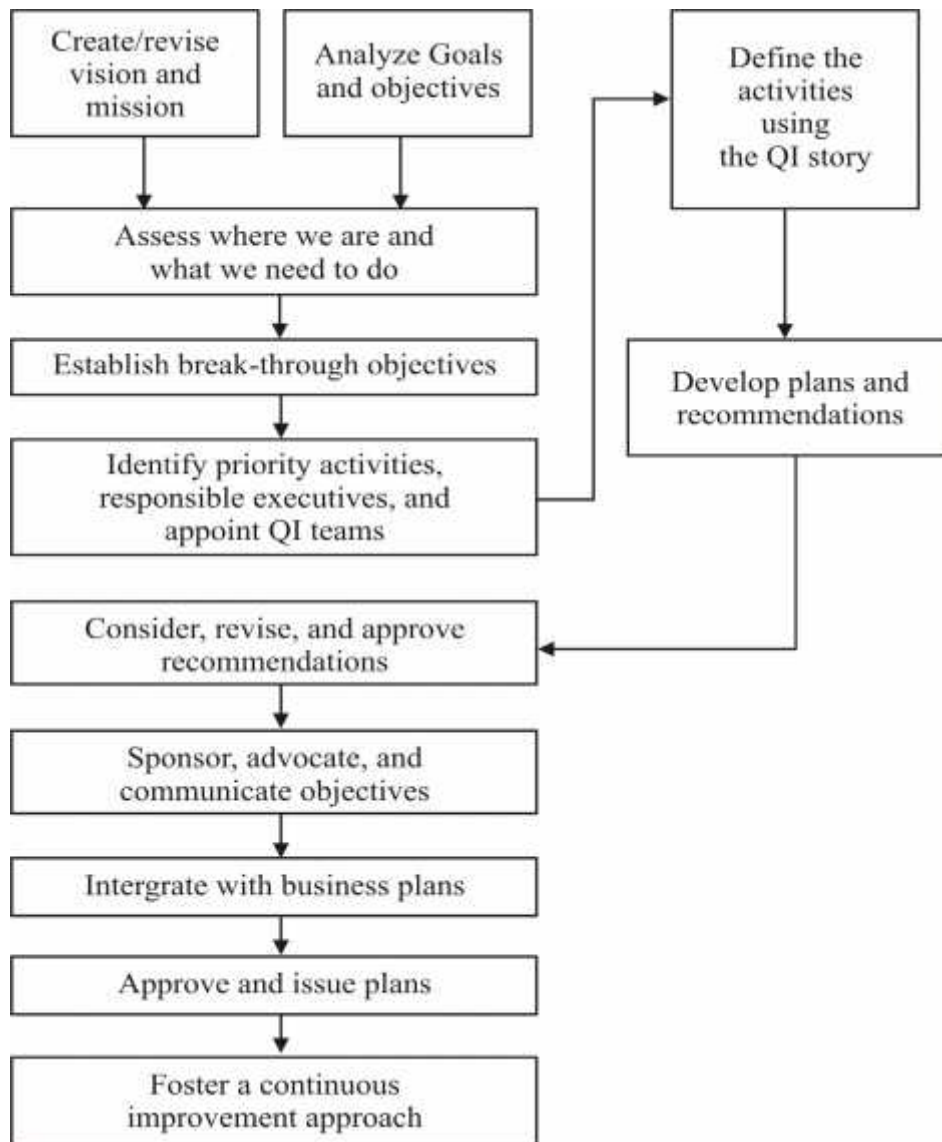 Create/revise
vision and
mission
Analyze Goals
and objectives
Define the
activities
using
the QI story
Assess where we are and
what we need to do
Establish break-through objectives
Develop plans and
recommendations
Identify priority activities,
responsible executives, and
appoint QI teams
Consider, revise, and approve
recommendations
Sponsor, advocate, and
communicate objectives
Intergrate with business plans
Approve and issue plans
Foster a continuous
improvement approach